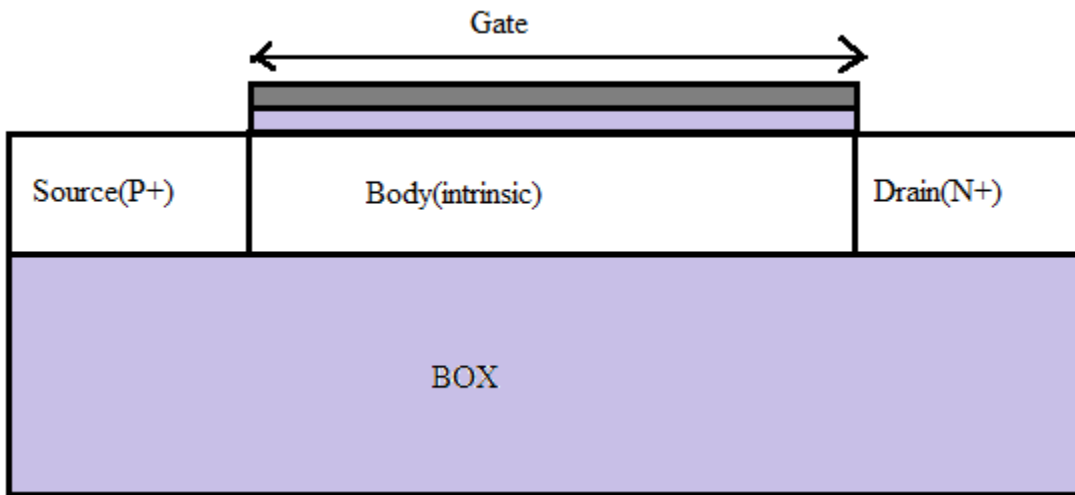 Gate
Source(P+)
Body(intrinsic)
Drain(N+)
BOX